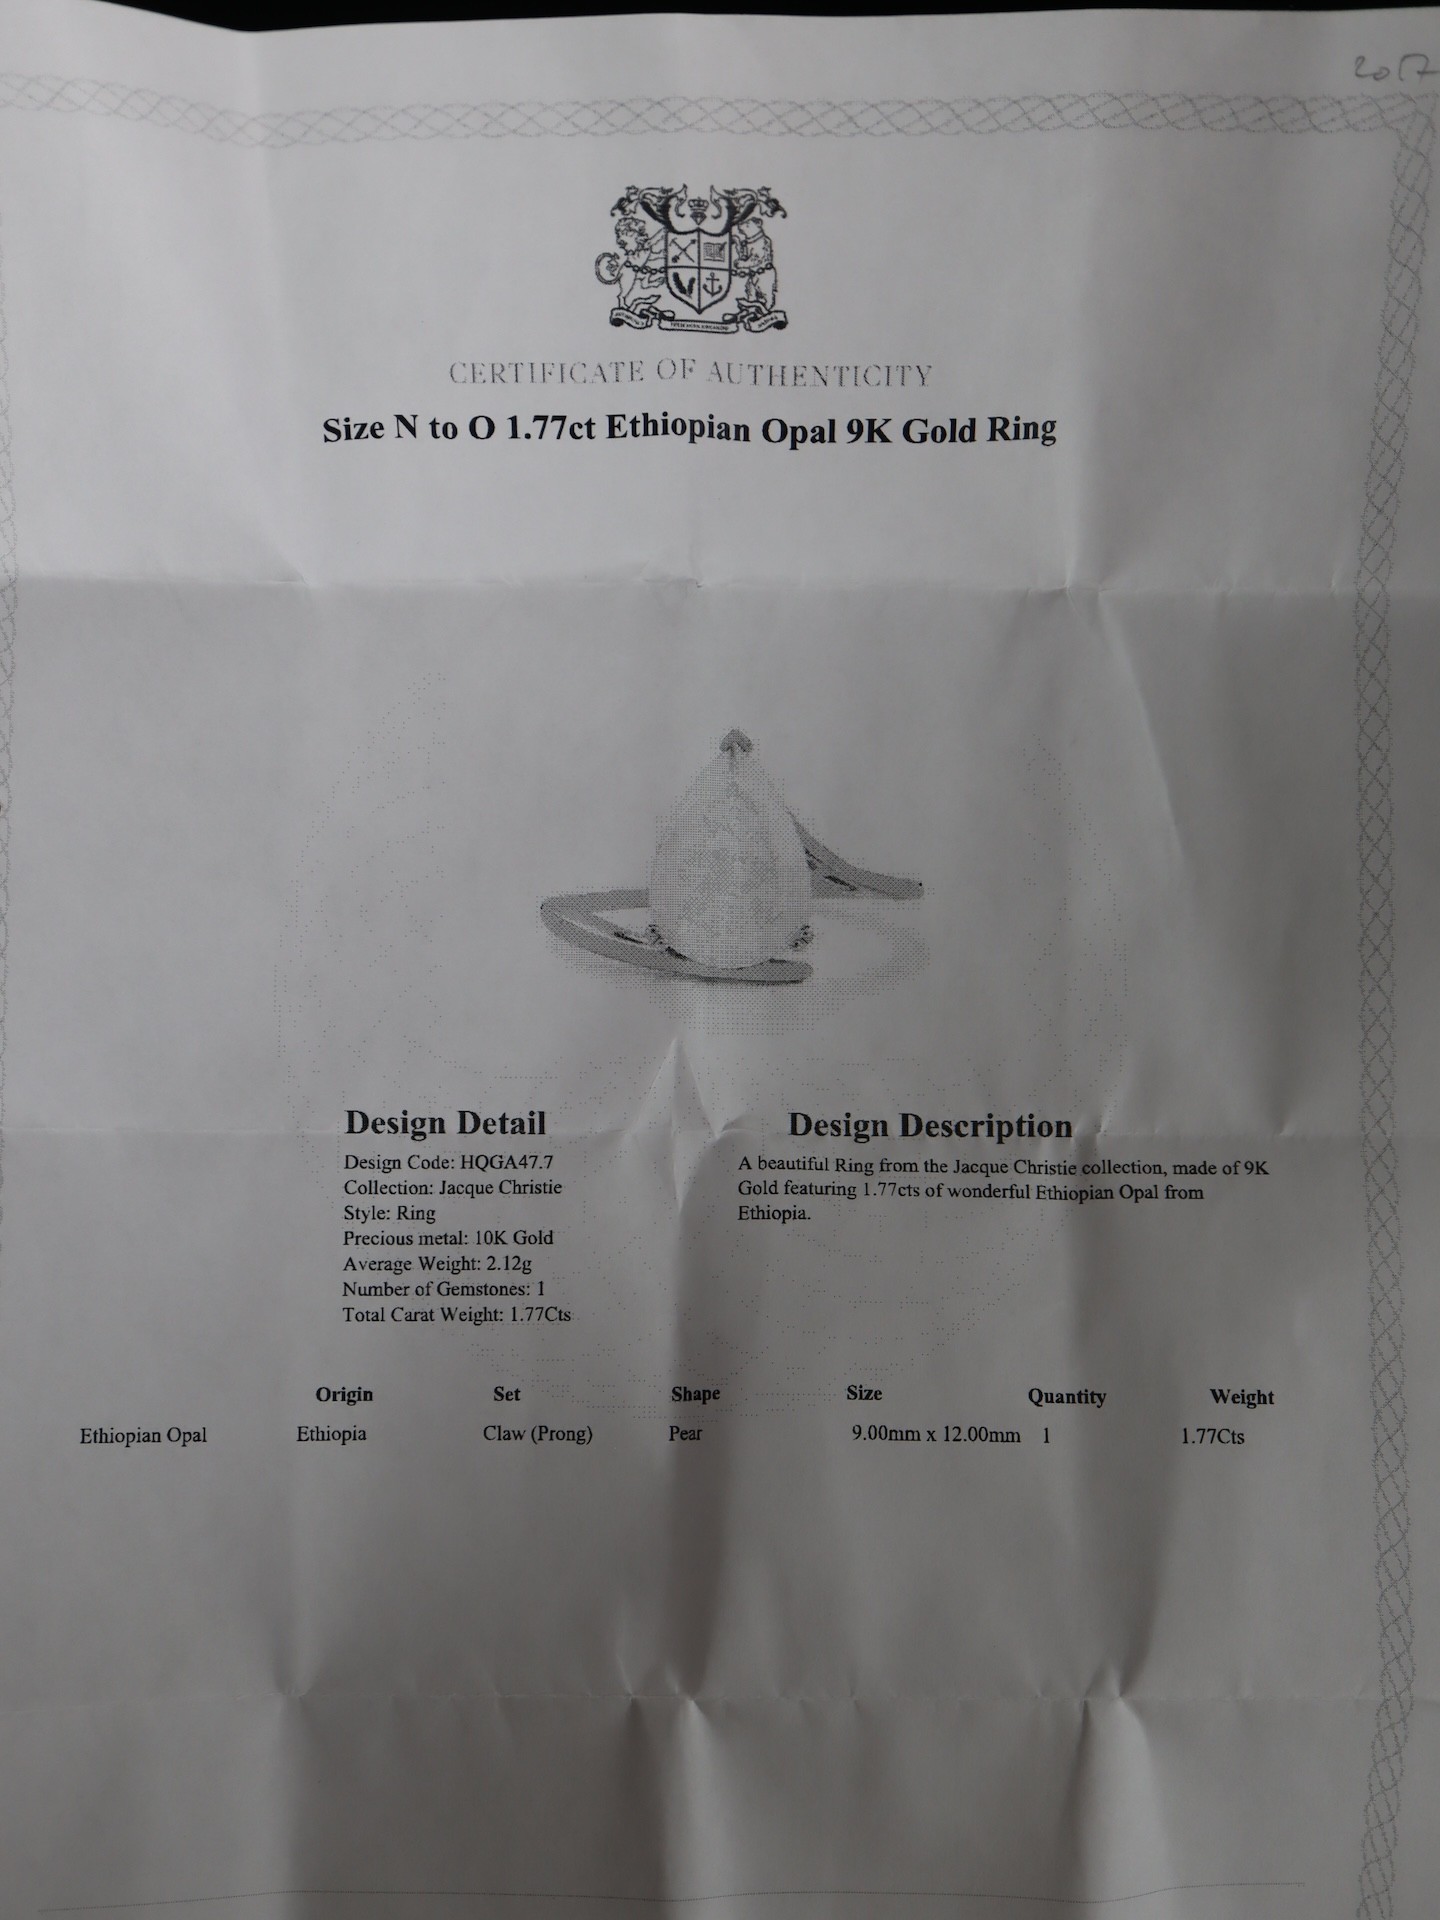 2017
CERTIFICATE OF AUTHENTICITY
Size N to O 1.77ct Ethiopian Opal 9K Gold Ring
Design Detail
Design Code: HQGA47.7
Collection: Jacque Christie
Style: Ring
Precious metal: 10K Gold
Average Weight: 2.12g
Number of Gemstones: 1
Total Carat Weight: 1.77Cts
Design Description
A beautiful Ring from the Jacque Christie collection, made of 9K
Gold featuring 1.77cts of wonderful Ethiopian Opal from
Ethiopia.
Origin Set Shape Size Quantity Weight
Ethiopian Opal Ethiopia Claw (Prong) Pear 9.00mm x 12.00mm 1 1.77Cts